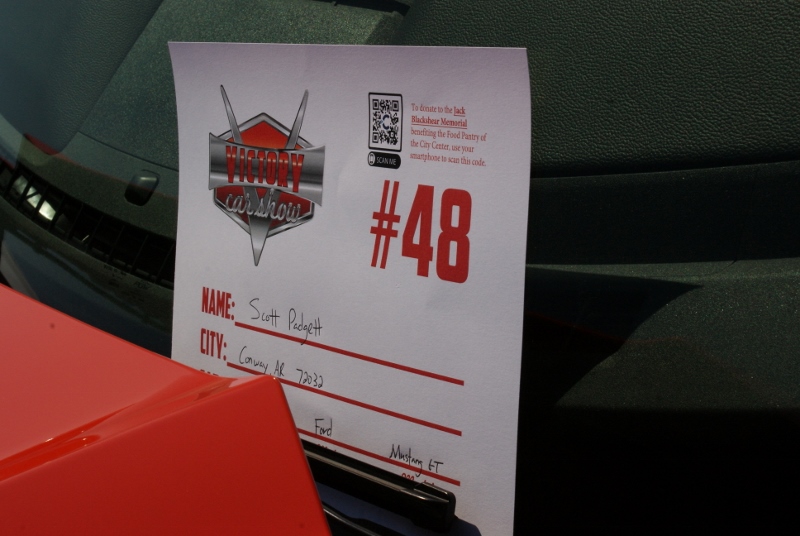 VICTORY
car show
SCAN ME
To donate to the Jack
Blackshear Memorial
benefiting the Food Pantry of
the City Center, use your
smartphone to scan this code.
#48
NAME: Scott Padgett
CITY: Conway, AR 72032
Ford Mustang GT